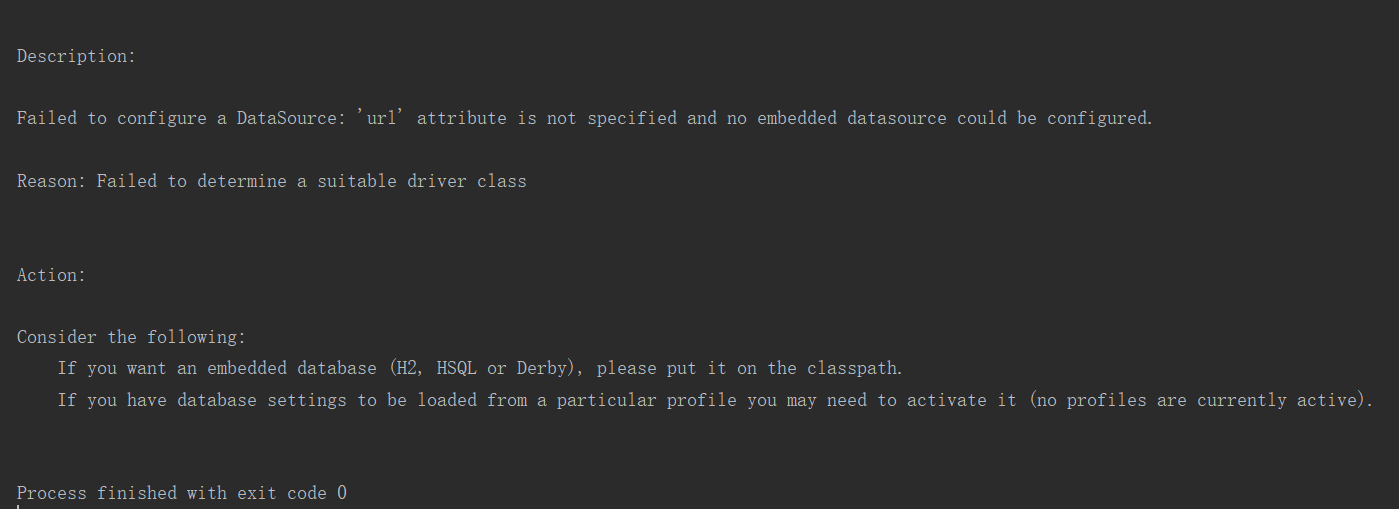 Description:
Failed to configure a DataSource: 'url' attribute is not specified and no embedded datasource could be configured.
Reason: Failed to determine a suitable driver class
Action:
Consider the following:
If you want an embedded database (H2, HSQL or Derby), please put it on the classpath.
If you have database settings to be loaded from a particular profile you may need to activate it (no profiles are currently active).
Process finished with exit code 0